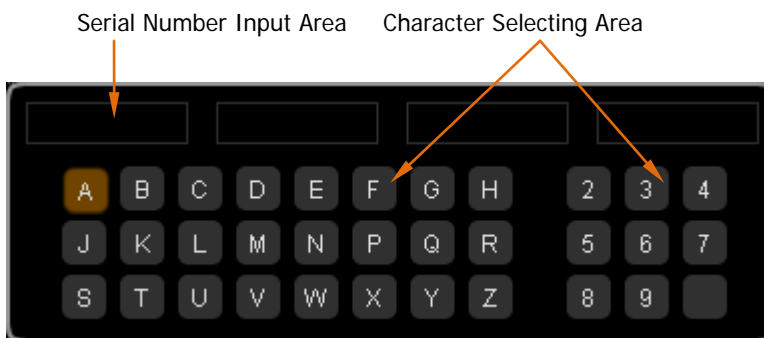 Serial Number Input Area Character Selecting Area
A B C D E F G H 2 3 4
J K L M N P Q R 5 6 7
S T U V W X Y Z 8 9